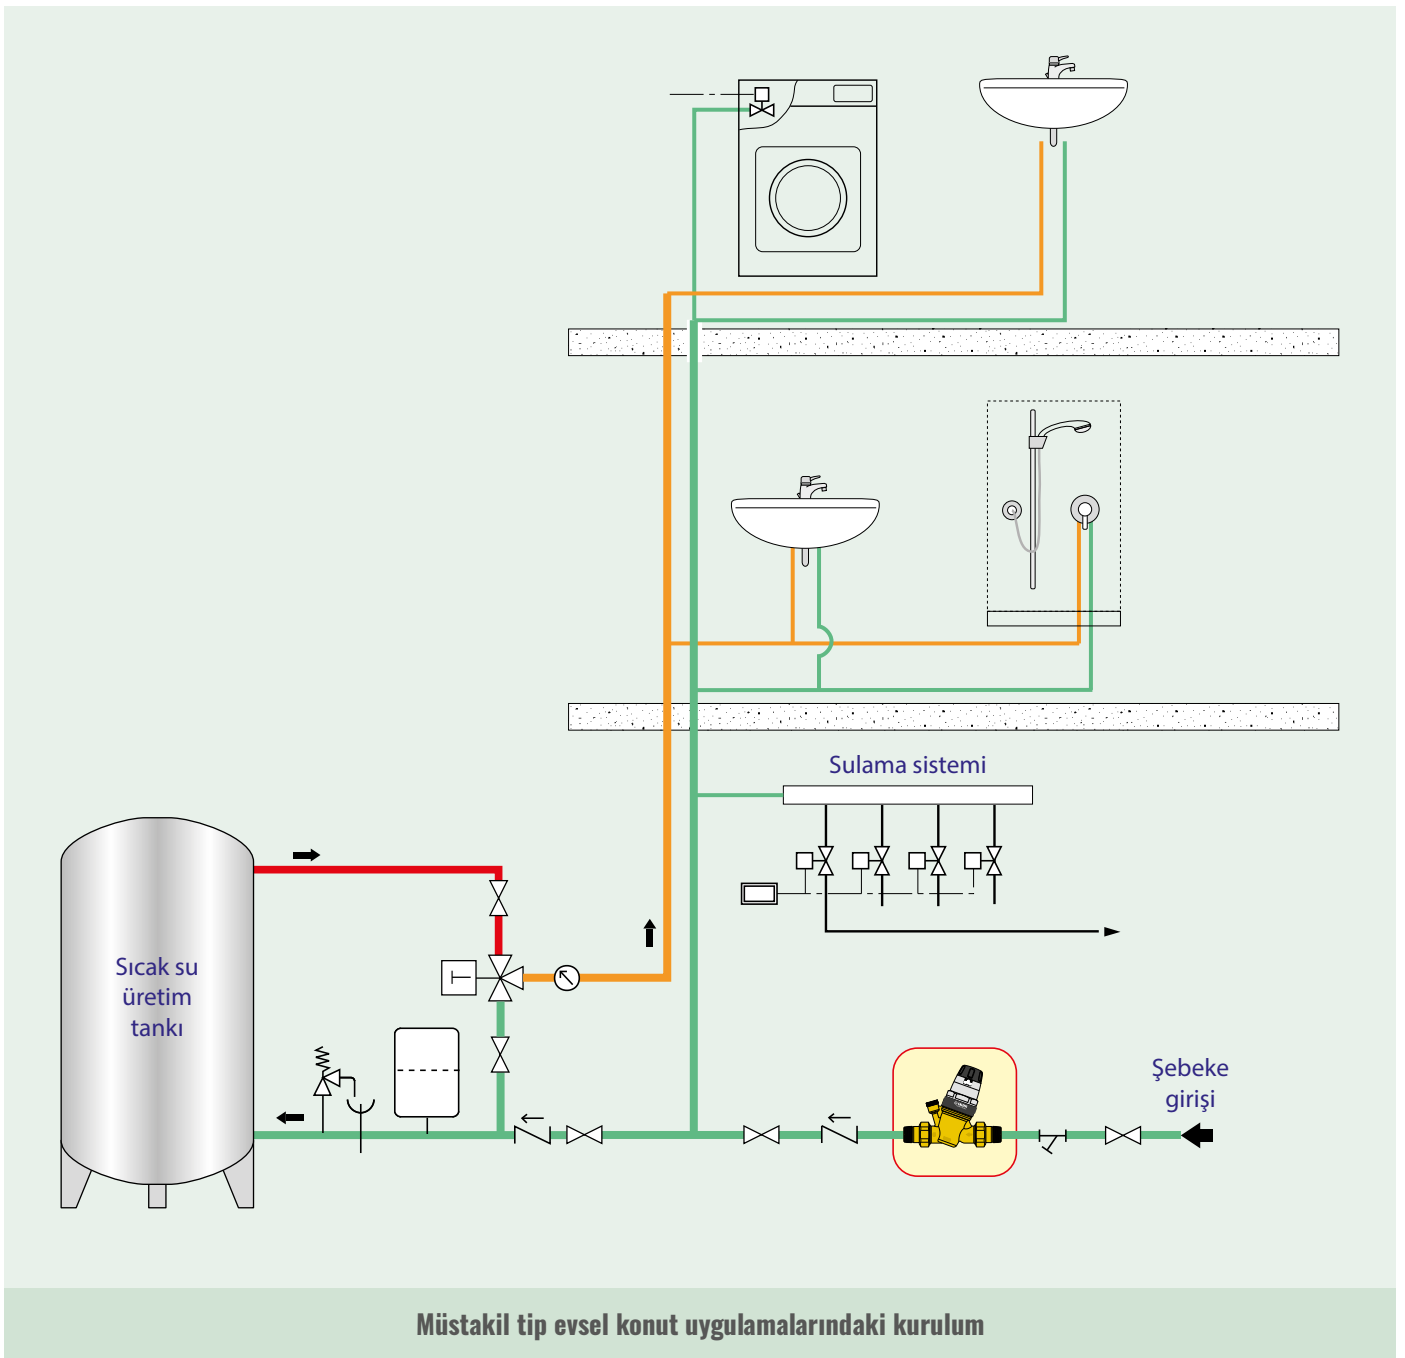 Sulama sistemi
Sıcak su
üretim
tankı
Şebeke
girişi
Müstakil tip evsel konut uygulamalarındaki kurulum